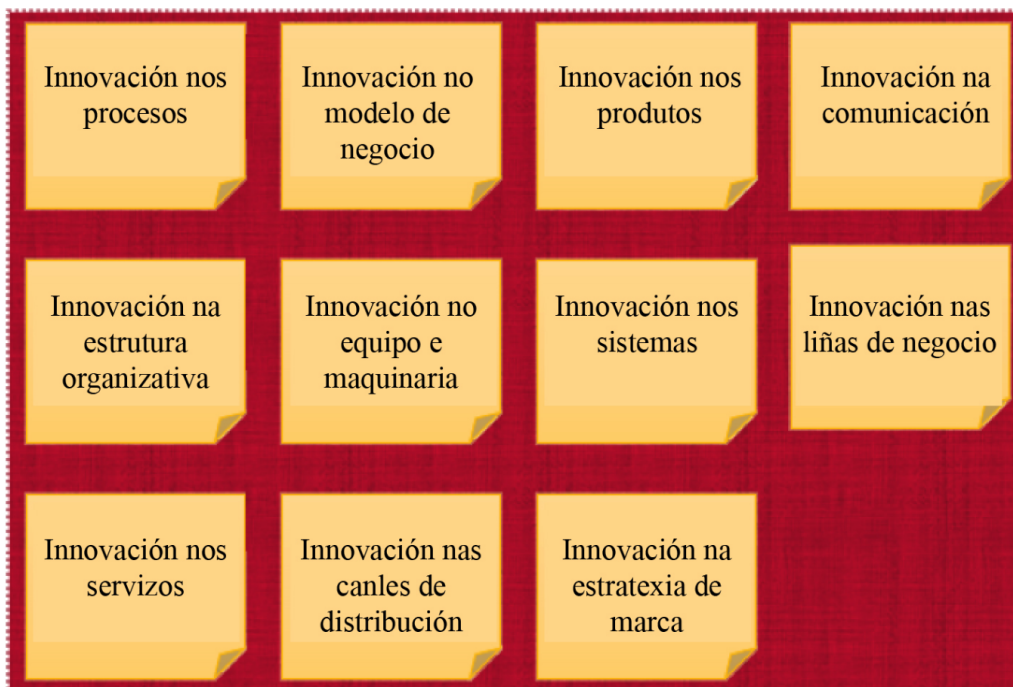 Innovación nos
procesos
Innovación no
modelo de
negocio
Innovación nos
produtos
Innovación na
comunicación
Innovación na
estrutura
organizativa
Innovación no
equipo e
maquinaria
Innovación nos
sistemas
Innovación nas
liñas de negocio
Innovación nos
servizos
Innovación nas
canles de
distribución
Innovación na
estratexia de
marca